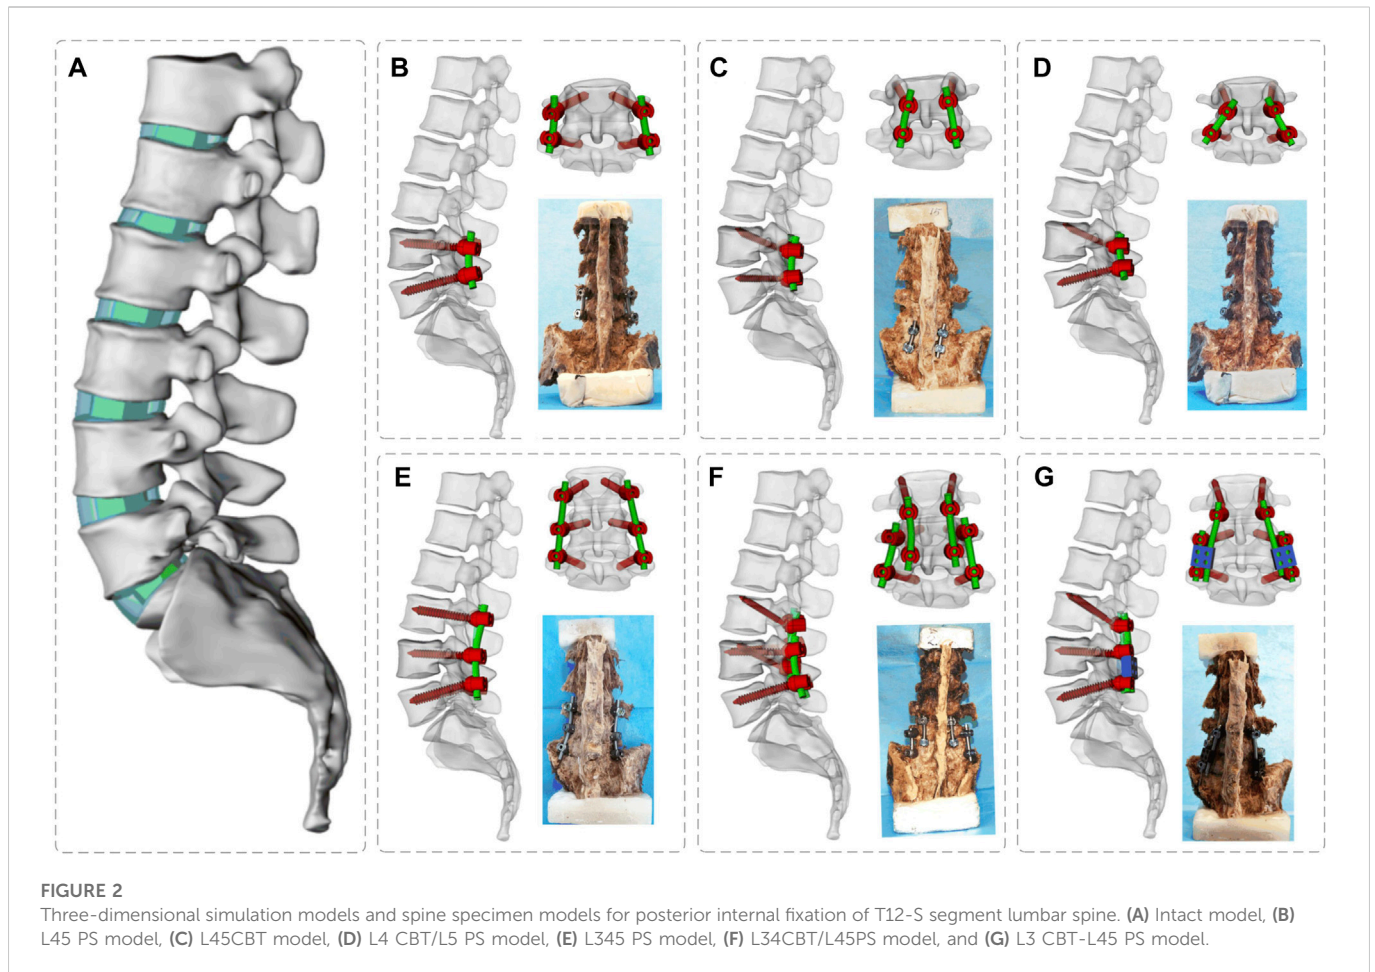 A
B
C
D
E
F
G
FIGURE 2
Three-dimensional simulation models and spine specimen models for posterior internal fixation of T12-S segment lumbar spine. (A) Intact model, (B)
L45 PS model, (C) L45CBT model, (D) L4 CBT/L5 PS model, (E) L345 PS model, (F) L34CBT/L45PS model, and (G) L3 CBT-L45 PS model.